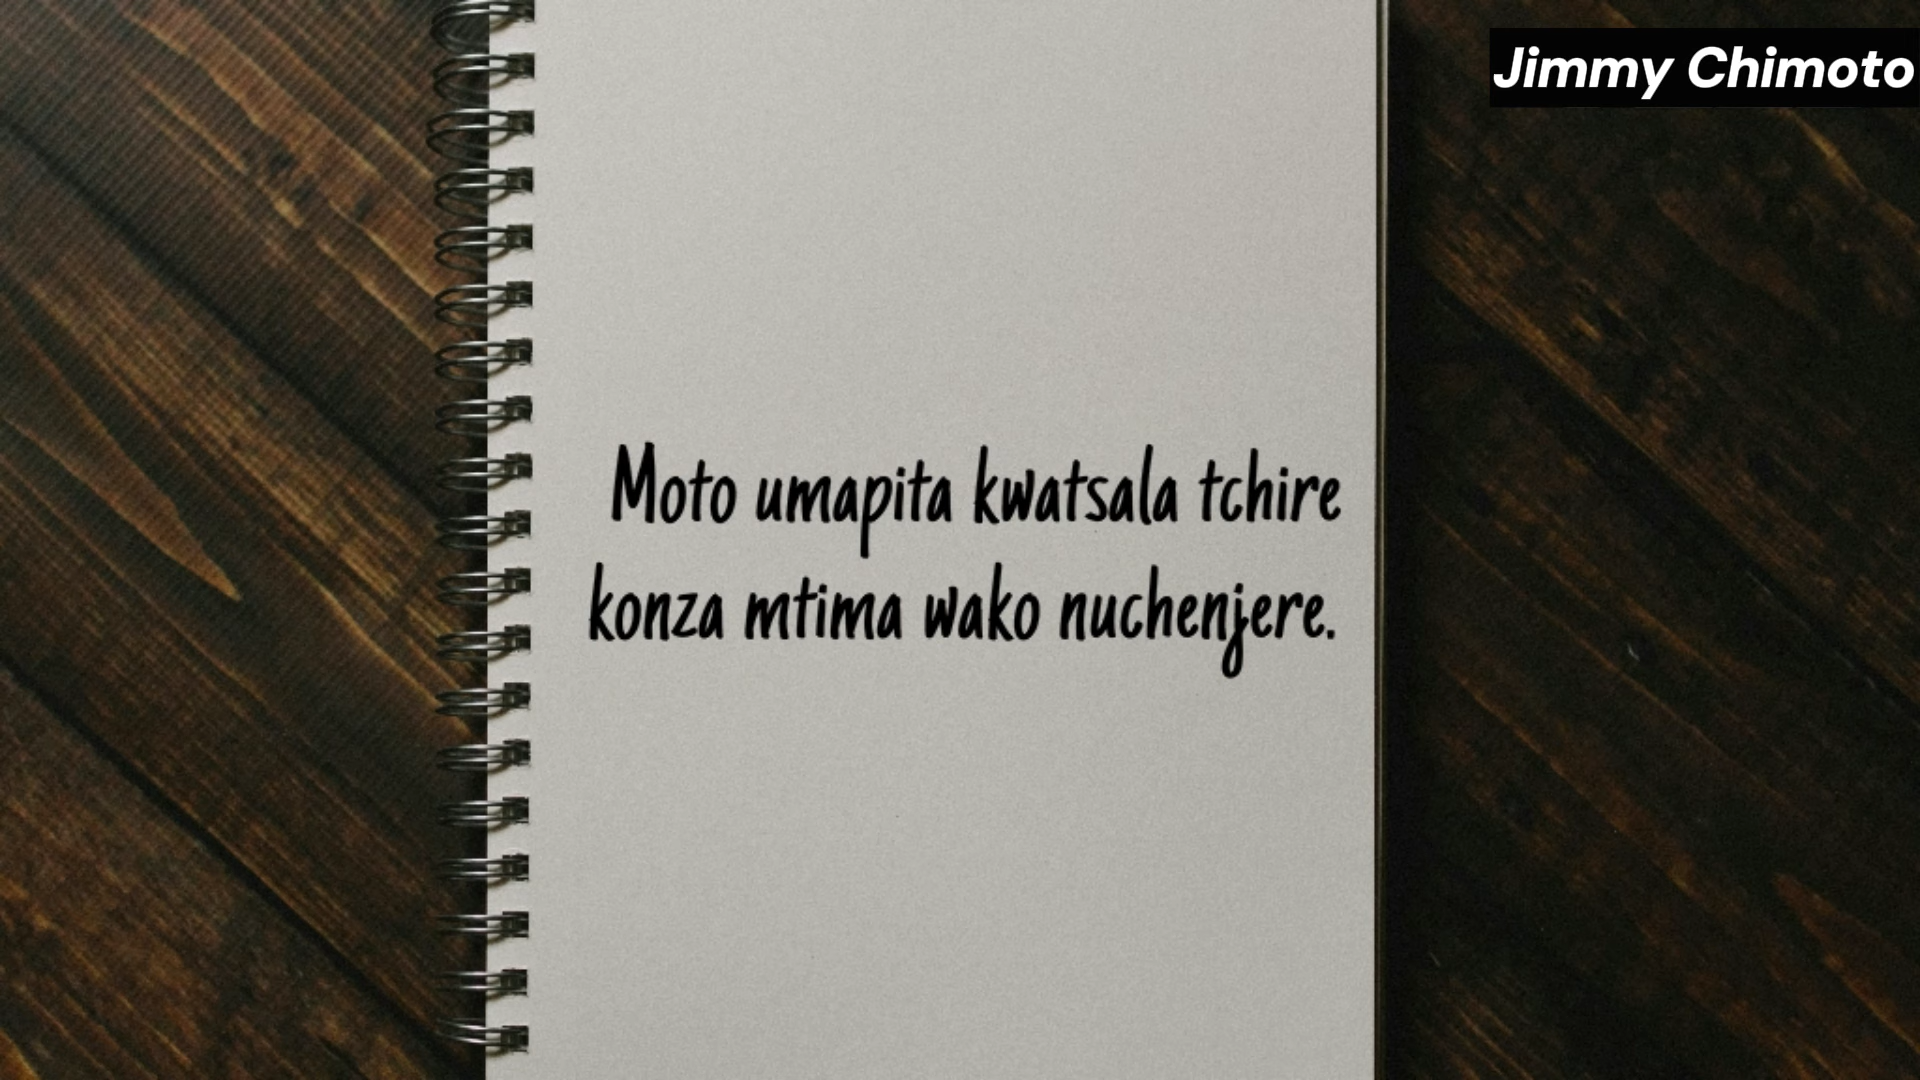 Jimmy Chimoto
Moto umapita kwatsala tchire
konza mtima wako nuchenjere.